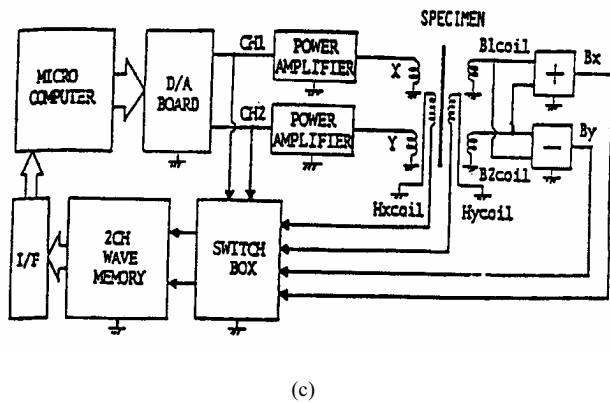 SPECIMEN
CH1
POWER
AMPLIFIER
X
B1coil
+
Bx
MICRO
COMPUTER
D/A
BOARD
CH2
POWER
AMPLIFIER
Y
B2coil
−
By
Hxcoil
Hycoil
I/F
2CH
WAVE
MEMORY
SWITCH
BOX
(c)